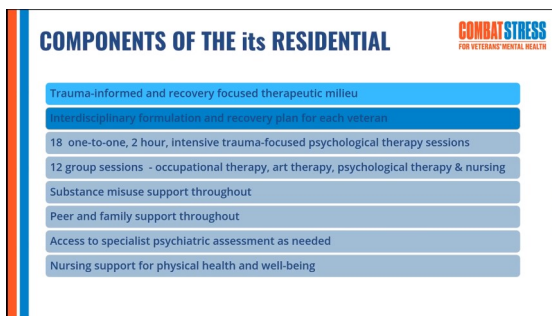 COMPONENTS OF THE its RESIDENTIAL
COMBAT STRESS
FOR VETERANS' MENTAL HEALTH
Trauma-informed and recovery focused therapeutic milieu
Interdisciplinary formulation and recovery plan for each veteran
18 one-to-one, 2 hour, intensive trauma-focused psychological therapy sessions
12 group sessions - occupational therapy, art therapy, psychological therapy & nursing
Substance misuse support throughout
Peer and family support throughout
Access to specialist psychiatric assessment as needed
Nursing support for physical health and well-being